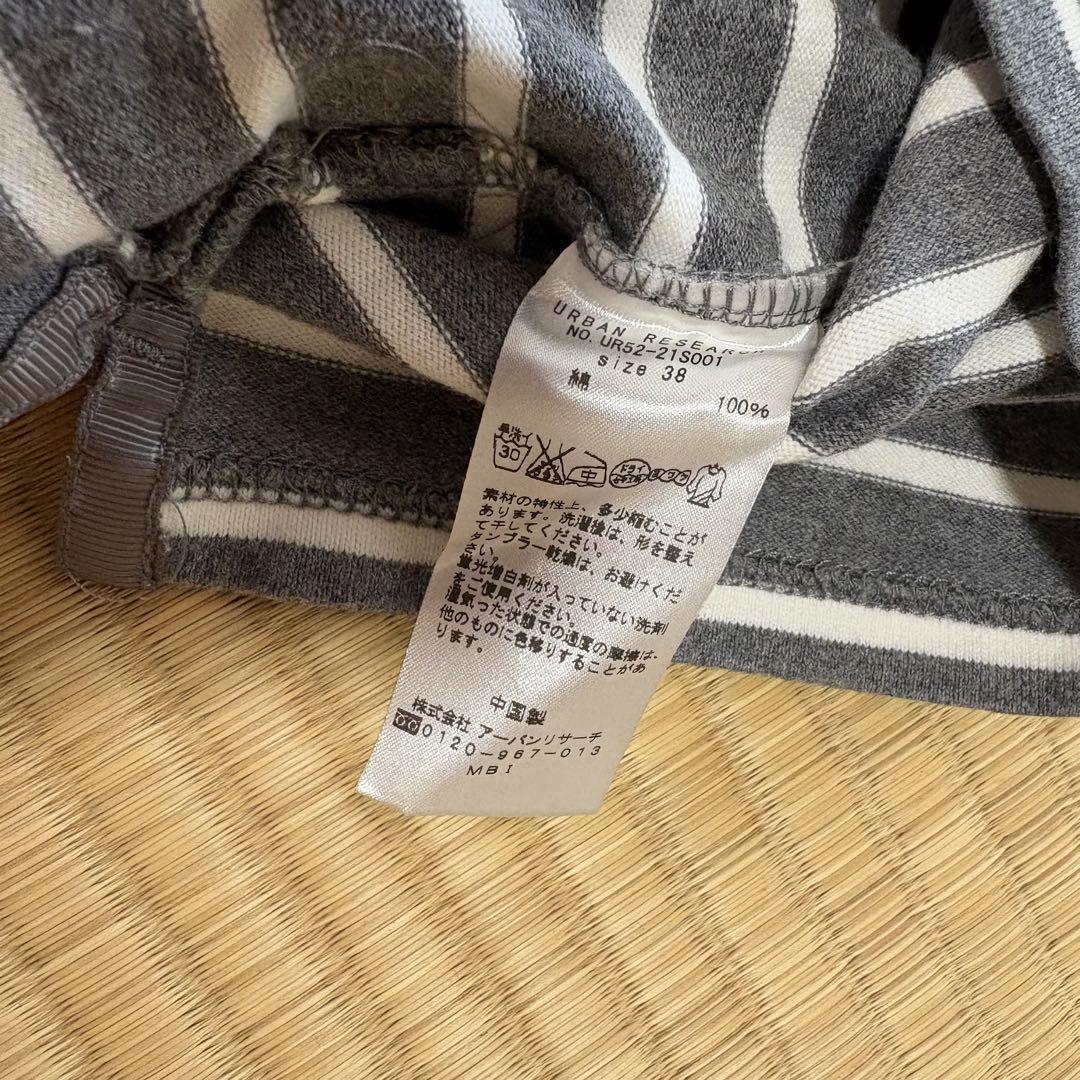 URBAN RESEARCH
NO. UR52-21S001
size 38
綿 100%
手洗イ
30
中
ドライ
素材の特性上、多少縮むことが
あります。洗濯後は、形を整え
て干してください。
タンブラー乾燥は、お避けくだ
さい。
蛍光増白剤が入っていない洗剤
をご使用ください。
湿気った状態での過度の摩擦は、
他のものに色移りすることがあ
ります。
中国製
株式会社 アーバンリサーチ
0120-967-013
MBI